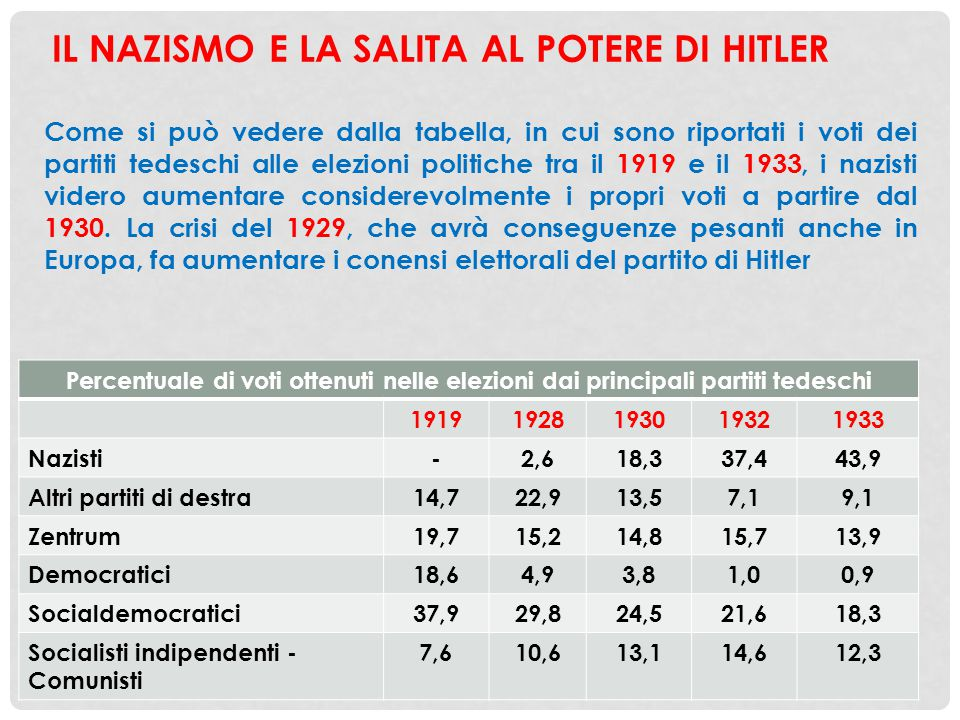 IL NAZISMO E LA SALITA AL POTERE DI HITLER
Come si può vedere dalla tabella, in cui sono riportati i voti dei
partiti tedeschi alle elezioni politiche tra il 1919 e il 1933, i nazisti
videro aumentare considerevolmente i propri voti a partire dal
1930. La crisi del 1929, che avrà conseguenze pesanti anche in
Europa, fa aumentare i conensi elettorali del partito di Hitler
Percentuale di voti ottenuti nelle elezioni dai principali partiti tedeschi
1919 1928 1930 1932 1933
Nazisti - 2,6 18,3 37,4 43,9
Altri partiti di destra 14,7 22,9 13,5 7,1 9,1
Zentrum 19,7 15,2 14,8 15,7 13,9
Democratici 18,6 4,9 3,8 1,0 0,9
Socialdemocratici 37,9 29,8 24,5 21,6 18,3
Socialisti indipendenti - 7,6 10,6 13,1 14,6 12,3
Comunisti